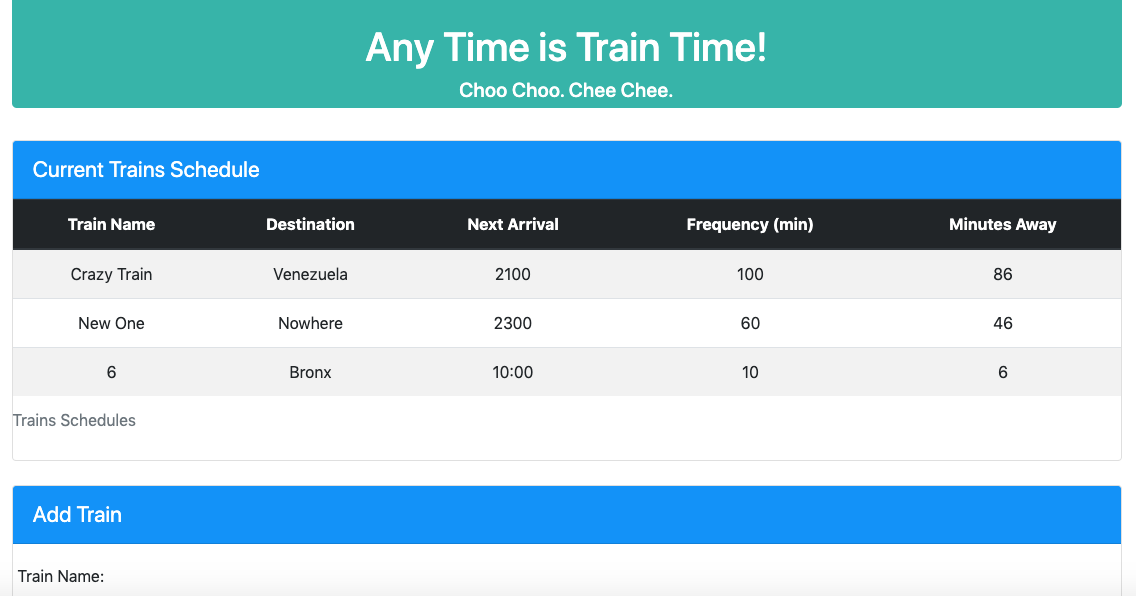 Any Time is Train Time!
Choo Choo. Chee Chee.
Current Trains Schedule
Train Name Destination Next Arrival Frequency (min) Minutes Away
Crazy Train Venezuela 2100 100 86
New One Nowhere 2300 60 46
6 Bronx 10:00 10 6
Trains Schedules
Add Train
Train Name: